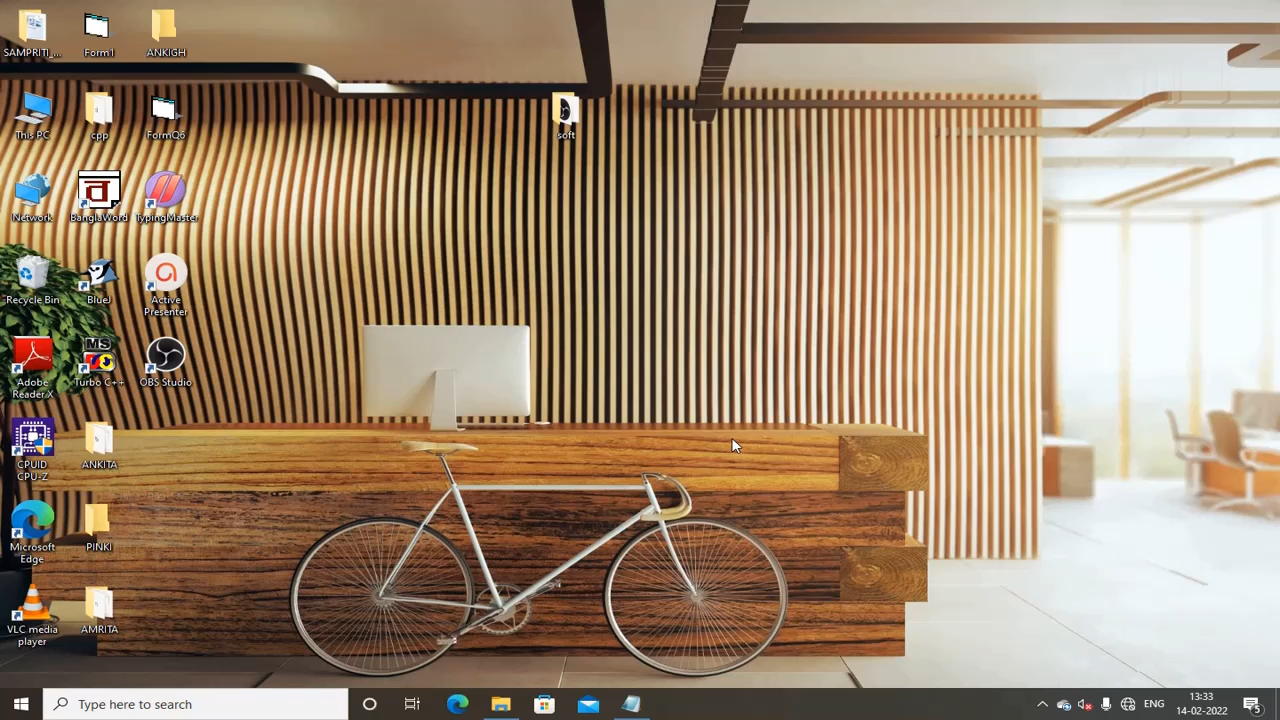 SAMPRITI_...
Form1
ANKIGH
This PC
cpp
FormQ6
soft
Network
BanglaWord
TypingMaster
Recycle Bin
BlueJ
Active
Presenter
MS
Adobe
Reader X
Turbo C++
OBS Studio
CPUID
CPU-Z
ANKITA
Microsoft
Edge
PINKI
VLC media
player
AMRITA
Type here to search
ENG
13:33
14-02-2022
5